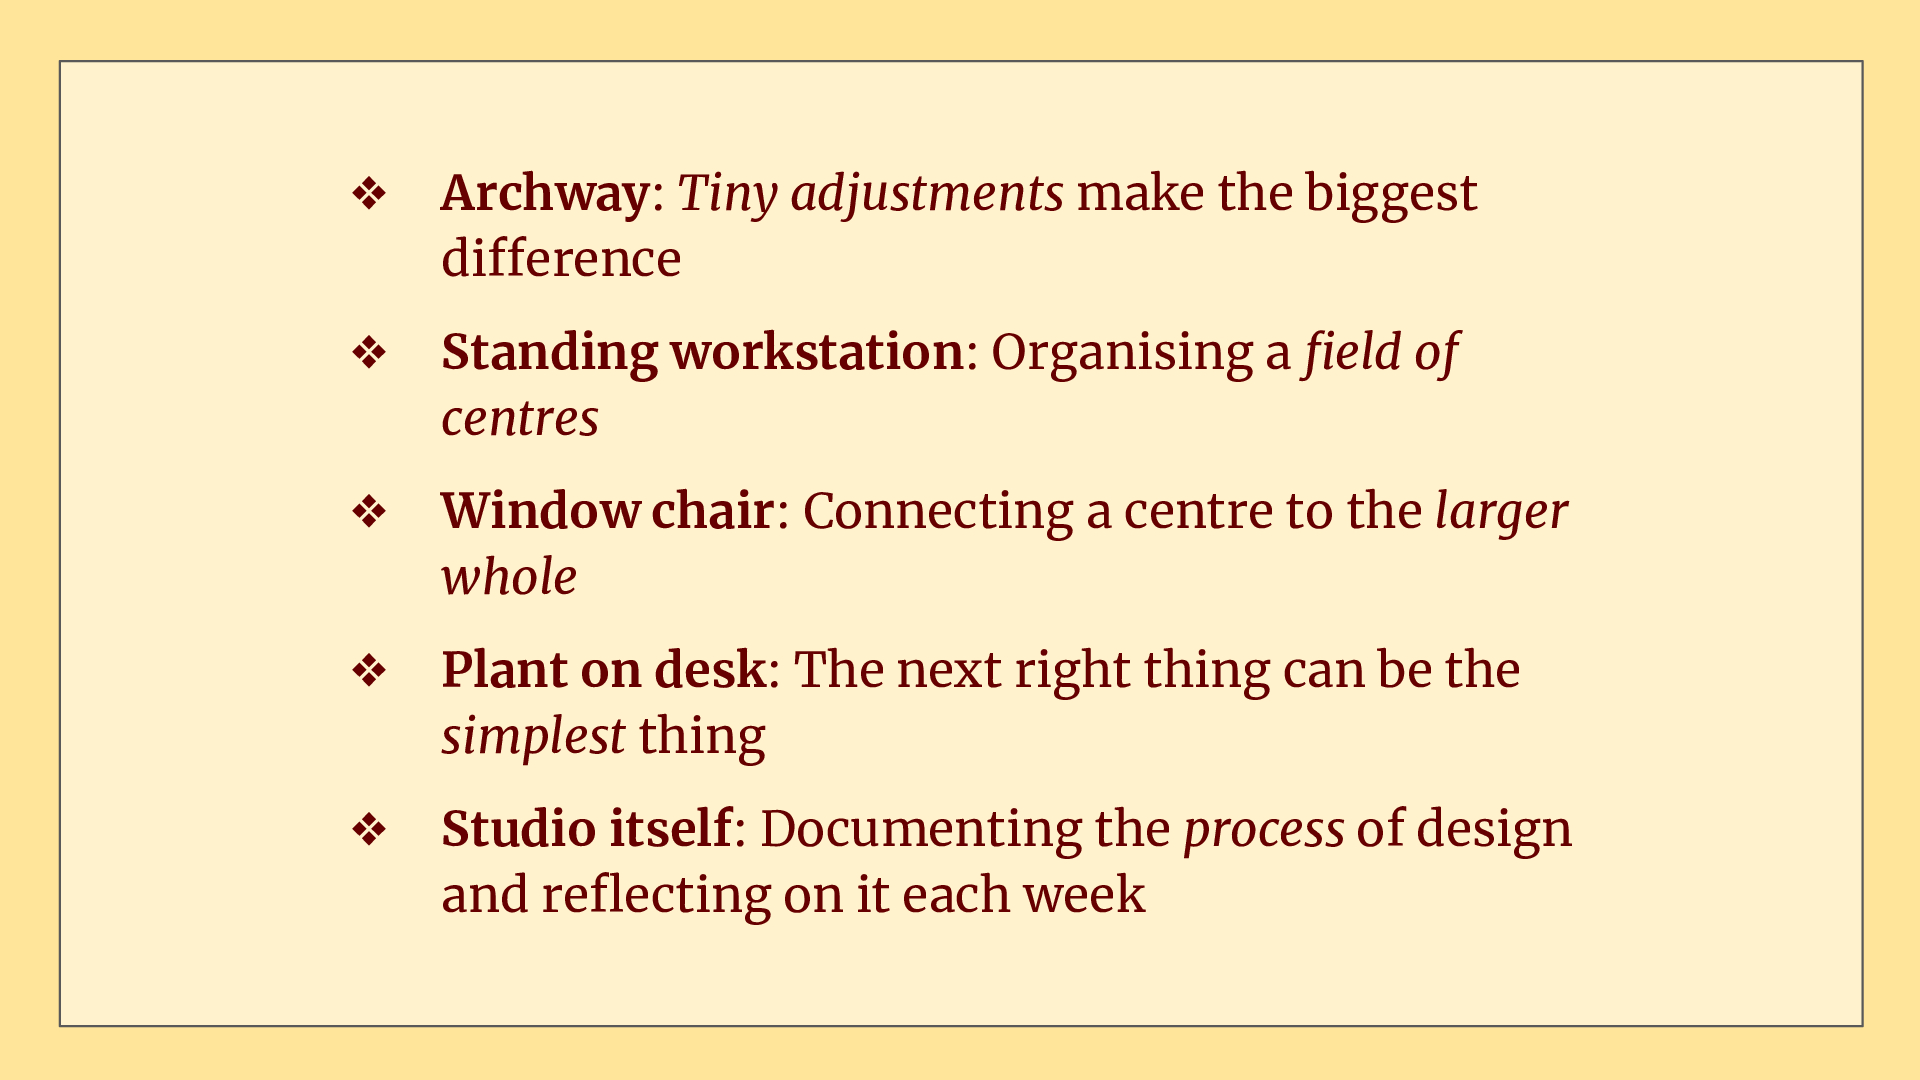 ❖ Archway: Tiny adjustments make the biggest
difference
❖ Standing workstation: Organising a field of
centres
❖ Window chair: Connecting a centre to the larger
whole
❖ Plant on desk: The next right thing can be the
simplest thing
❖ Studio itself: Documenting the process of design
and reflecting on it each week